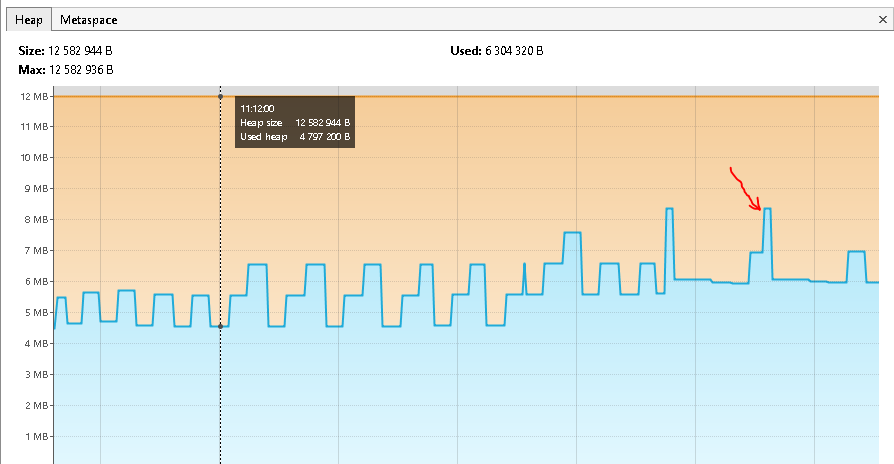 Heap Metaspace ×
Size: 12 582 944 B Used: 6 304 320 B
Max: 12 582 936 B
12 MB
11:12:00
Heap size 12 582 944 B
11 MB
Used heap 4 797 200 B
10 MB
9 MB
8 MB
7 MB
6 MB
5 MB
4 MB
3 MB
2 MB
1 MB